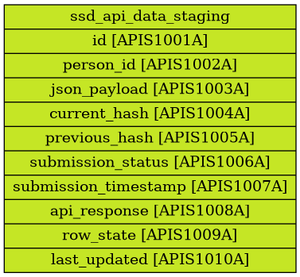 ssd_api_data_staging
id [APIS1001A]
person_id [APIS1002A]
json_payload [APIS1003A]
current_hash [APIS1004A]
previous_hash [APIS1005A]
submission_status [APIS1006A]
submission_timestamp [APIS1007A]
api_response [APIS1008A]
row_state [APIS1009A]
last_updated [APIS1010A]